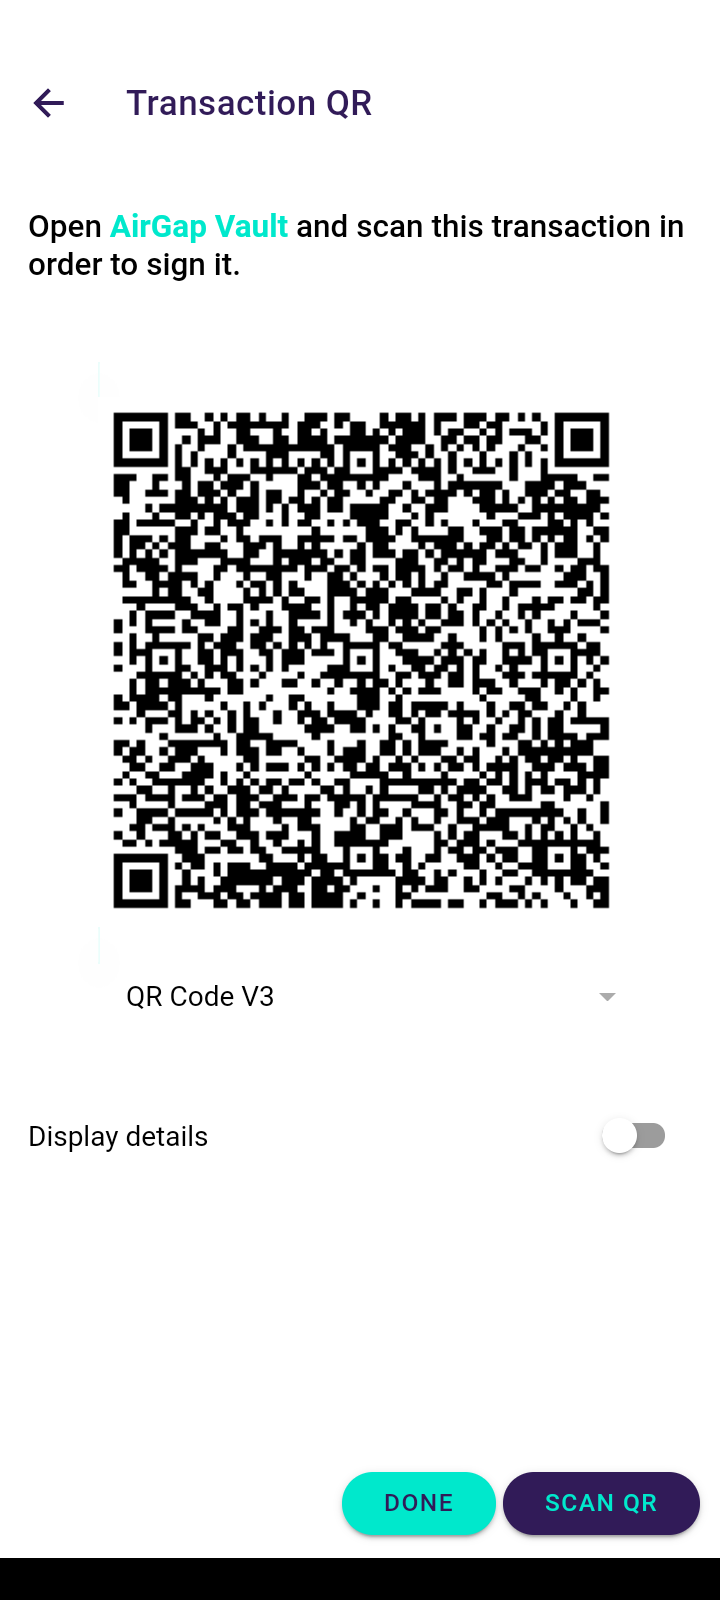 Transaction QR
Open AirGap Vault and scan this transaction in
order to sign it.
QR Code V3
Display details
DONE
SCAN QR